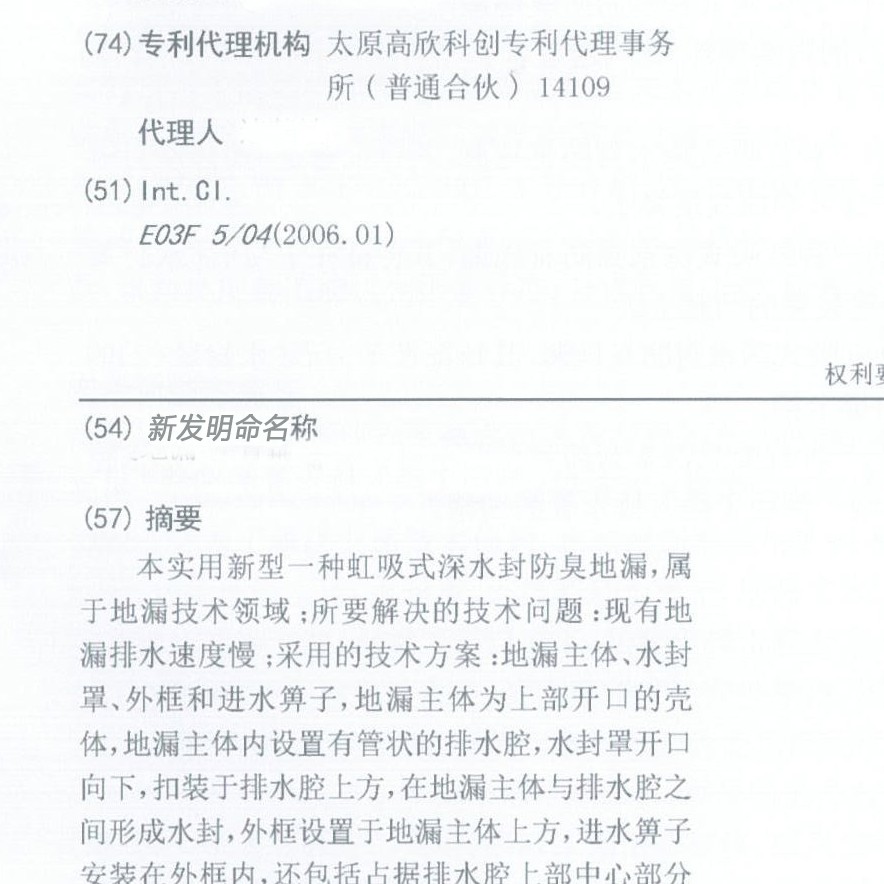 (74)专利代理机构 太原高欣科创专利代理事务
所(普通合伙) 14109
代理人
(51)Int.Cl.
E03F 5/04(2006.01)
权利要
(54) 新发明命名称
(57) 摘要
本实用新型一种虹吸式深水封防臭地漏,属
于地漏技术领域;所要解决的技术问题:现有地
漏排水速度慢;采用的技术方案:地漏主体、水封
罩、外框和进水箅子,地漏主体为上部开口的壳
体,地漏主体内设置有管状的排水腔,水封罩开口
向下,扣装于排水腔上方,在地漏主体与排水腔之
间形成水封,外框设置于地漏主体上方,进水箅子
安装在外框内,还包括占据排水腔上部中心部分